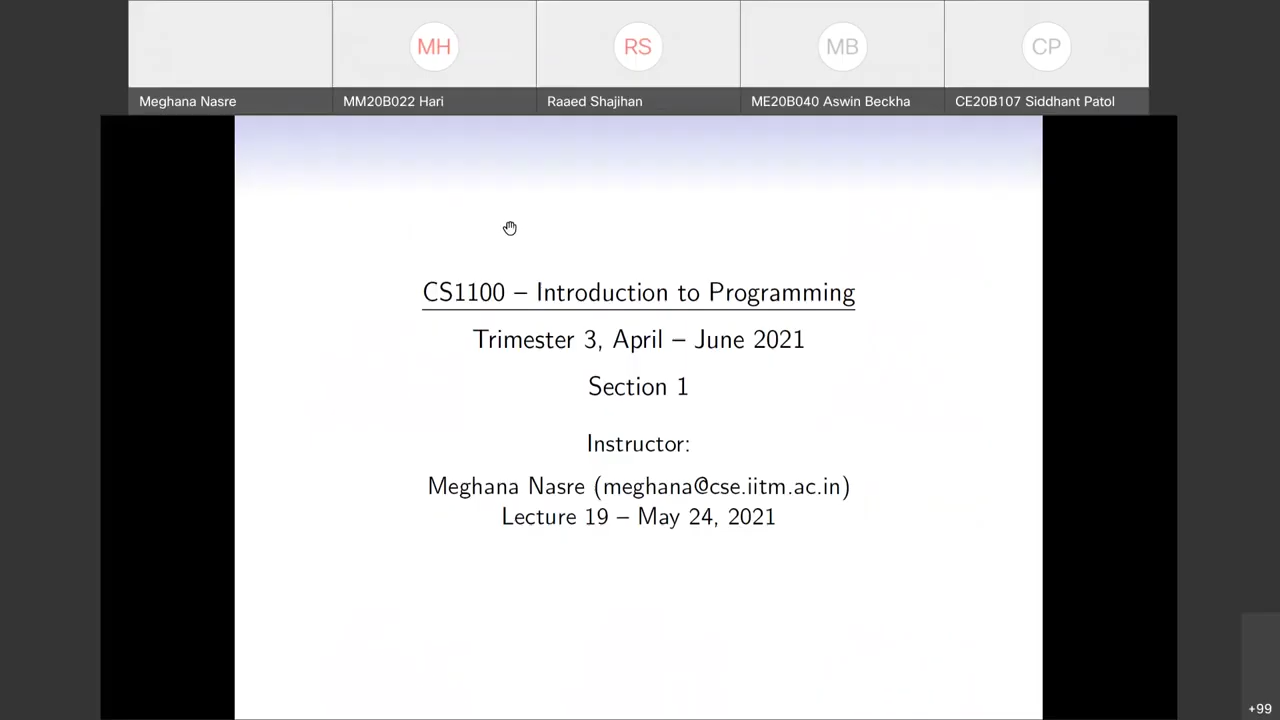 MH
RS
MB
CP
Meghana Nasre
MM20B022 Hari
Raaed Shajihan
ME20B040 Aswin Beckha
CE20B107 Siddhant Patol
CS1100 – Introduction to Programming
Trimester 3, April – June 2021
Section 1
Instructor:
Meghana Nasre (meghana@cse.iitm.ac.in)
Lecture 19 – May 24, 2021
+99